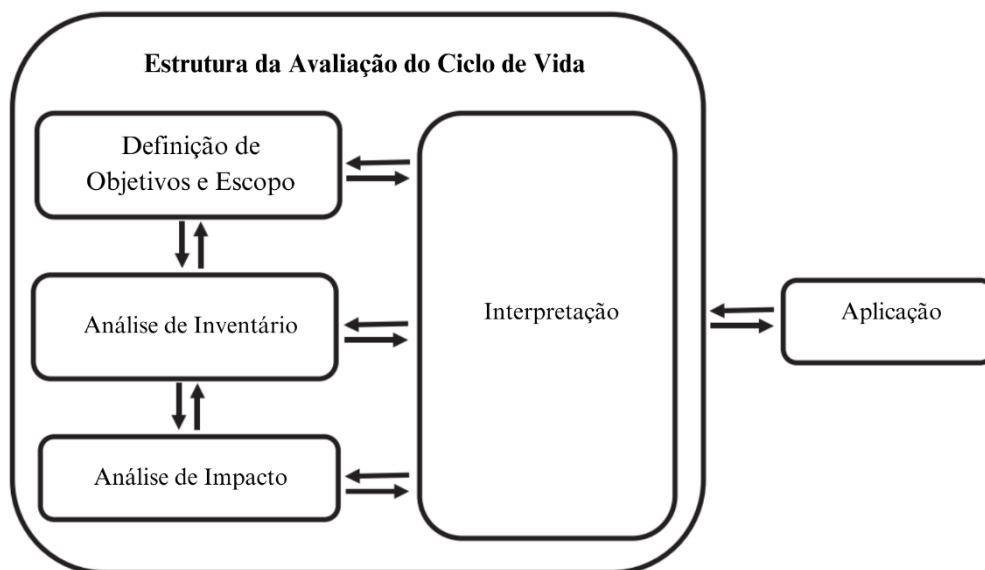 Estrutura da Avaliação do Ciclo de Vida
Definição de
Objetivos e Escopo
Análise de Inventário
Análise de Impacto
Interpretação
Aplicação